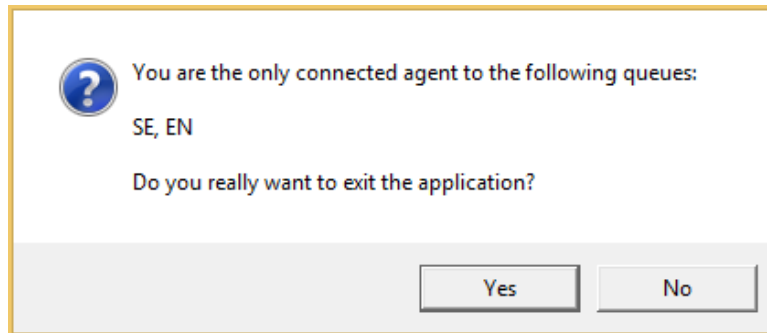 You are the only connected agent to the following queues:
SE, EN
Do you really want to exit the application?
Yes
No